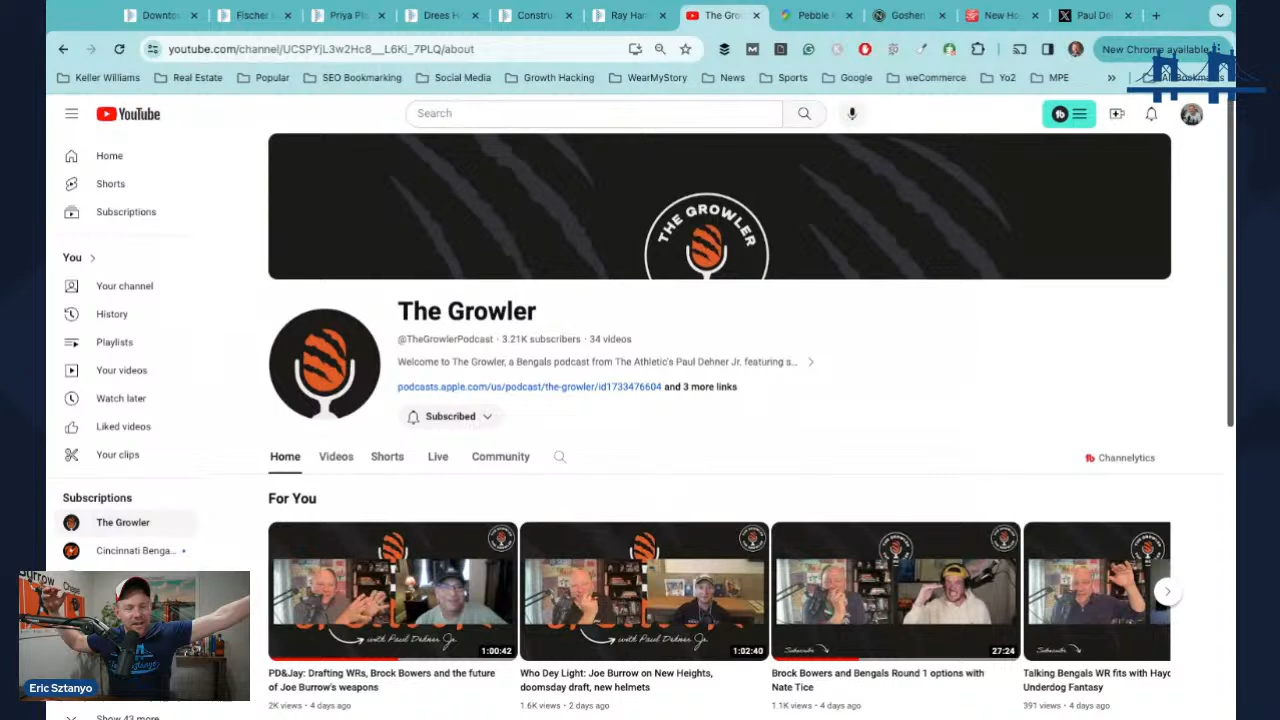 Downto
Fischer
Priya Pl
Drees H
Constru
Ray Har
The Gro
Pebble
Goshen
New Ho
Paul Del
youtube.com/channel/UCSPYjL3w2Hc8__L6Ki_7PLQ/about
New Chrome available
Keller Williams
Real Estate
Popular
SEO Bookmarking
Social Media
Growth Hacking
WearMyStory
News
Sports
Google
weCommerce
Yo2
MPE
»
All Bookmarks
YouTube
Search
Home
Shorts
Subscriptions
You
Your channel
History
Playlists
Your videos
Watch later
Liked videos
Your clips
Subscriptions
The Growler
Cincinnati Benga...
Show 43 more
THE GROWLER
The Growler
@TheGrowlerPodcast · 3.21K subscribers · 34 videos
Welcome to The Growler, a Bengals podcast from The Athletic's Paul Dehner Jr. featuring s...
podcasts.apple.com/us/podcast/the-growler/id1733476604 and 3 more links
Subscribed
Home
Videos
Shorts
Live
Community
Channelytics
For You
with Paul Dehner Jr.
1:00:42
PD&Jay: Drafting WRs, Brock Bowers and the future
of Joe Burrow's weapons
2K views · 4 days ago
with Paul Dehner Jr.
1:02:40
Who Dey Light: Joe Burrow on New Heights,
doomsday draft, new helmets
1.6K views · 2 days ago
Subscribe
27:24
Brock Bowers and Bengals Round 1 options with
Nate Tice
1.1K views · 4 days ago
Subscribe
Talking Bengals WR fits with Hayd
Underdog Fantasy
391 views · 4 days ago
Burrow
Chase
Eric Sztanyo